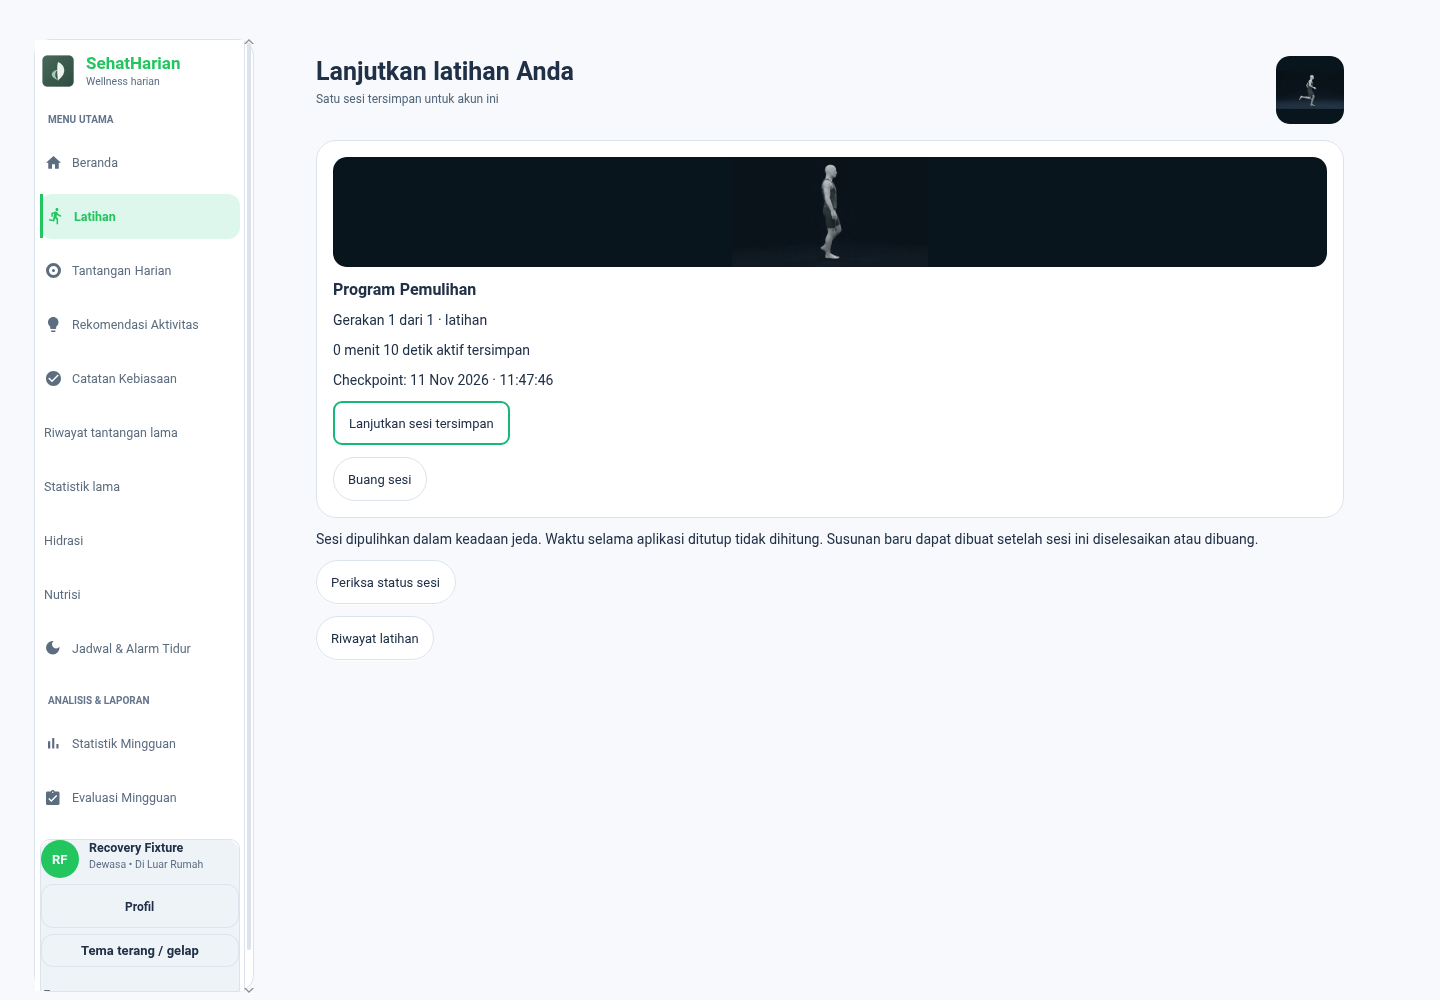 SehatHarian
Wellness harian
MENU UTAMA
Beranda
Latihan
Tantangan Harian
Rekomendasi Aktivitas
Catatan Kebiasaan
Riwayat tantangan lama
Statistik lama
Hidrasi
Nutrisi
Jadwal & Alarm Tidur
ANALISIS & LAPORAN
Statistik Mingguan
Evaluasi Mingguan
RF
Recovery Fixture
Dewasa • Di Luar Rumah
Profil
Tema terang / gelap
Lanjutkan latihan Anda
Satu sesi tersimpan untuk akun ini
Program Pemulihan
Gerakan 1 dari 1 · latihan
0 menit 10 detik aktif tersimpan
Checkpoint: 11 Nov 2026 · 11:47:46
Lanjutkan sesi tersimpan
Buang sesi
Sesi dipulihkan dalam keadaan jeda. Waktu selama aplikasi ditutup tidak dihitung. Susunan baru dapat dibuat setelah sesi ini diselesaikan atau dibuang.
Periksa status sesi
Riwayat latihan